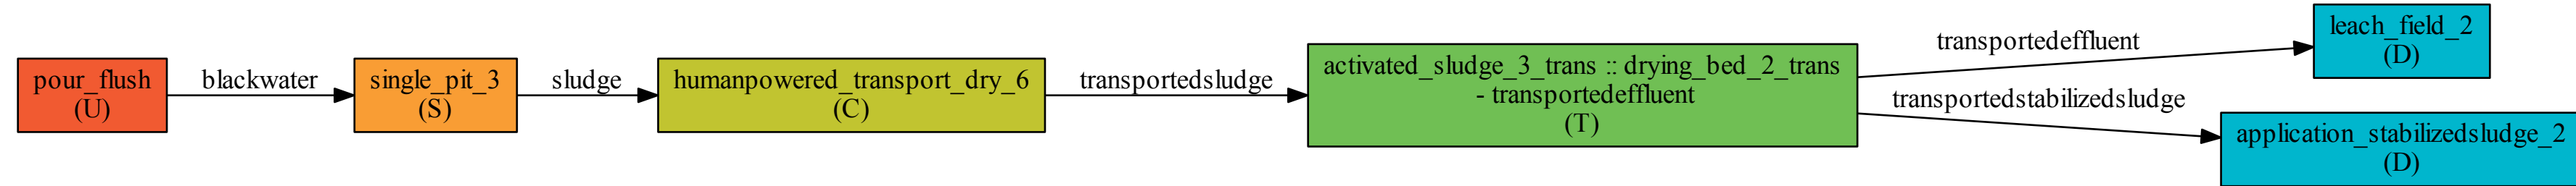 pour_flush
(U)
blackwater
single_pit_3
(S)
sludge
humanpowered_transport_dry_6
(C)
transportedsludge
activated_sludge_3_trans :: drying_bed_2_trans
- transportedeffluent
(T)
transportedeffluent
leach_field_2
(D)
transportedstabilizedsludge
application_stabilizedsludge_2
(D)